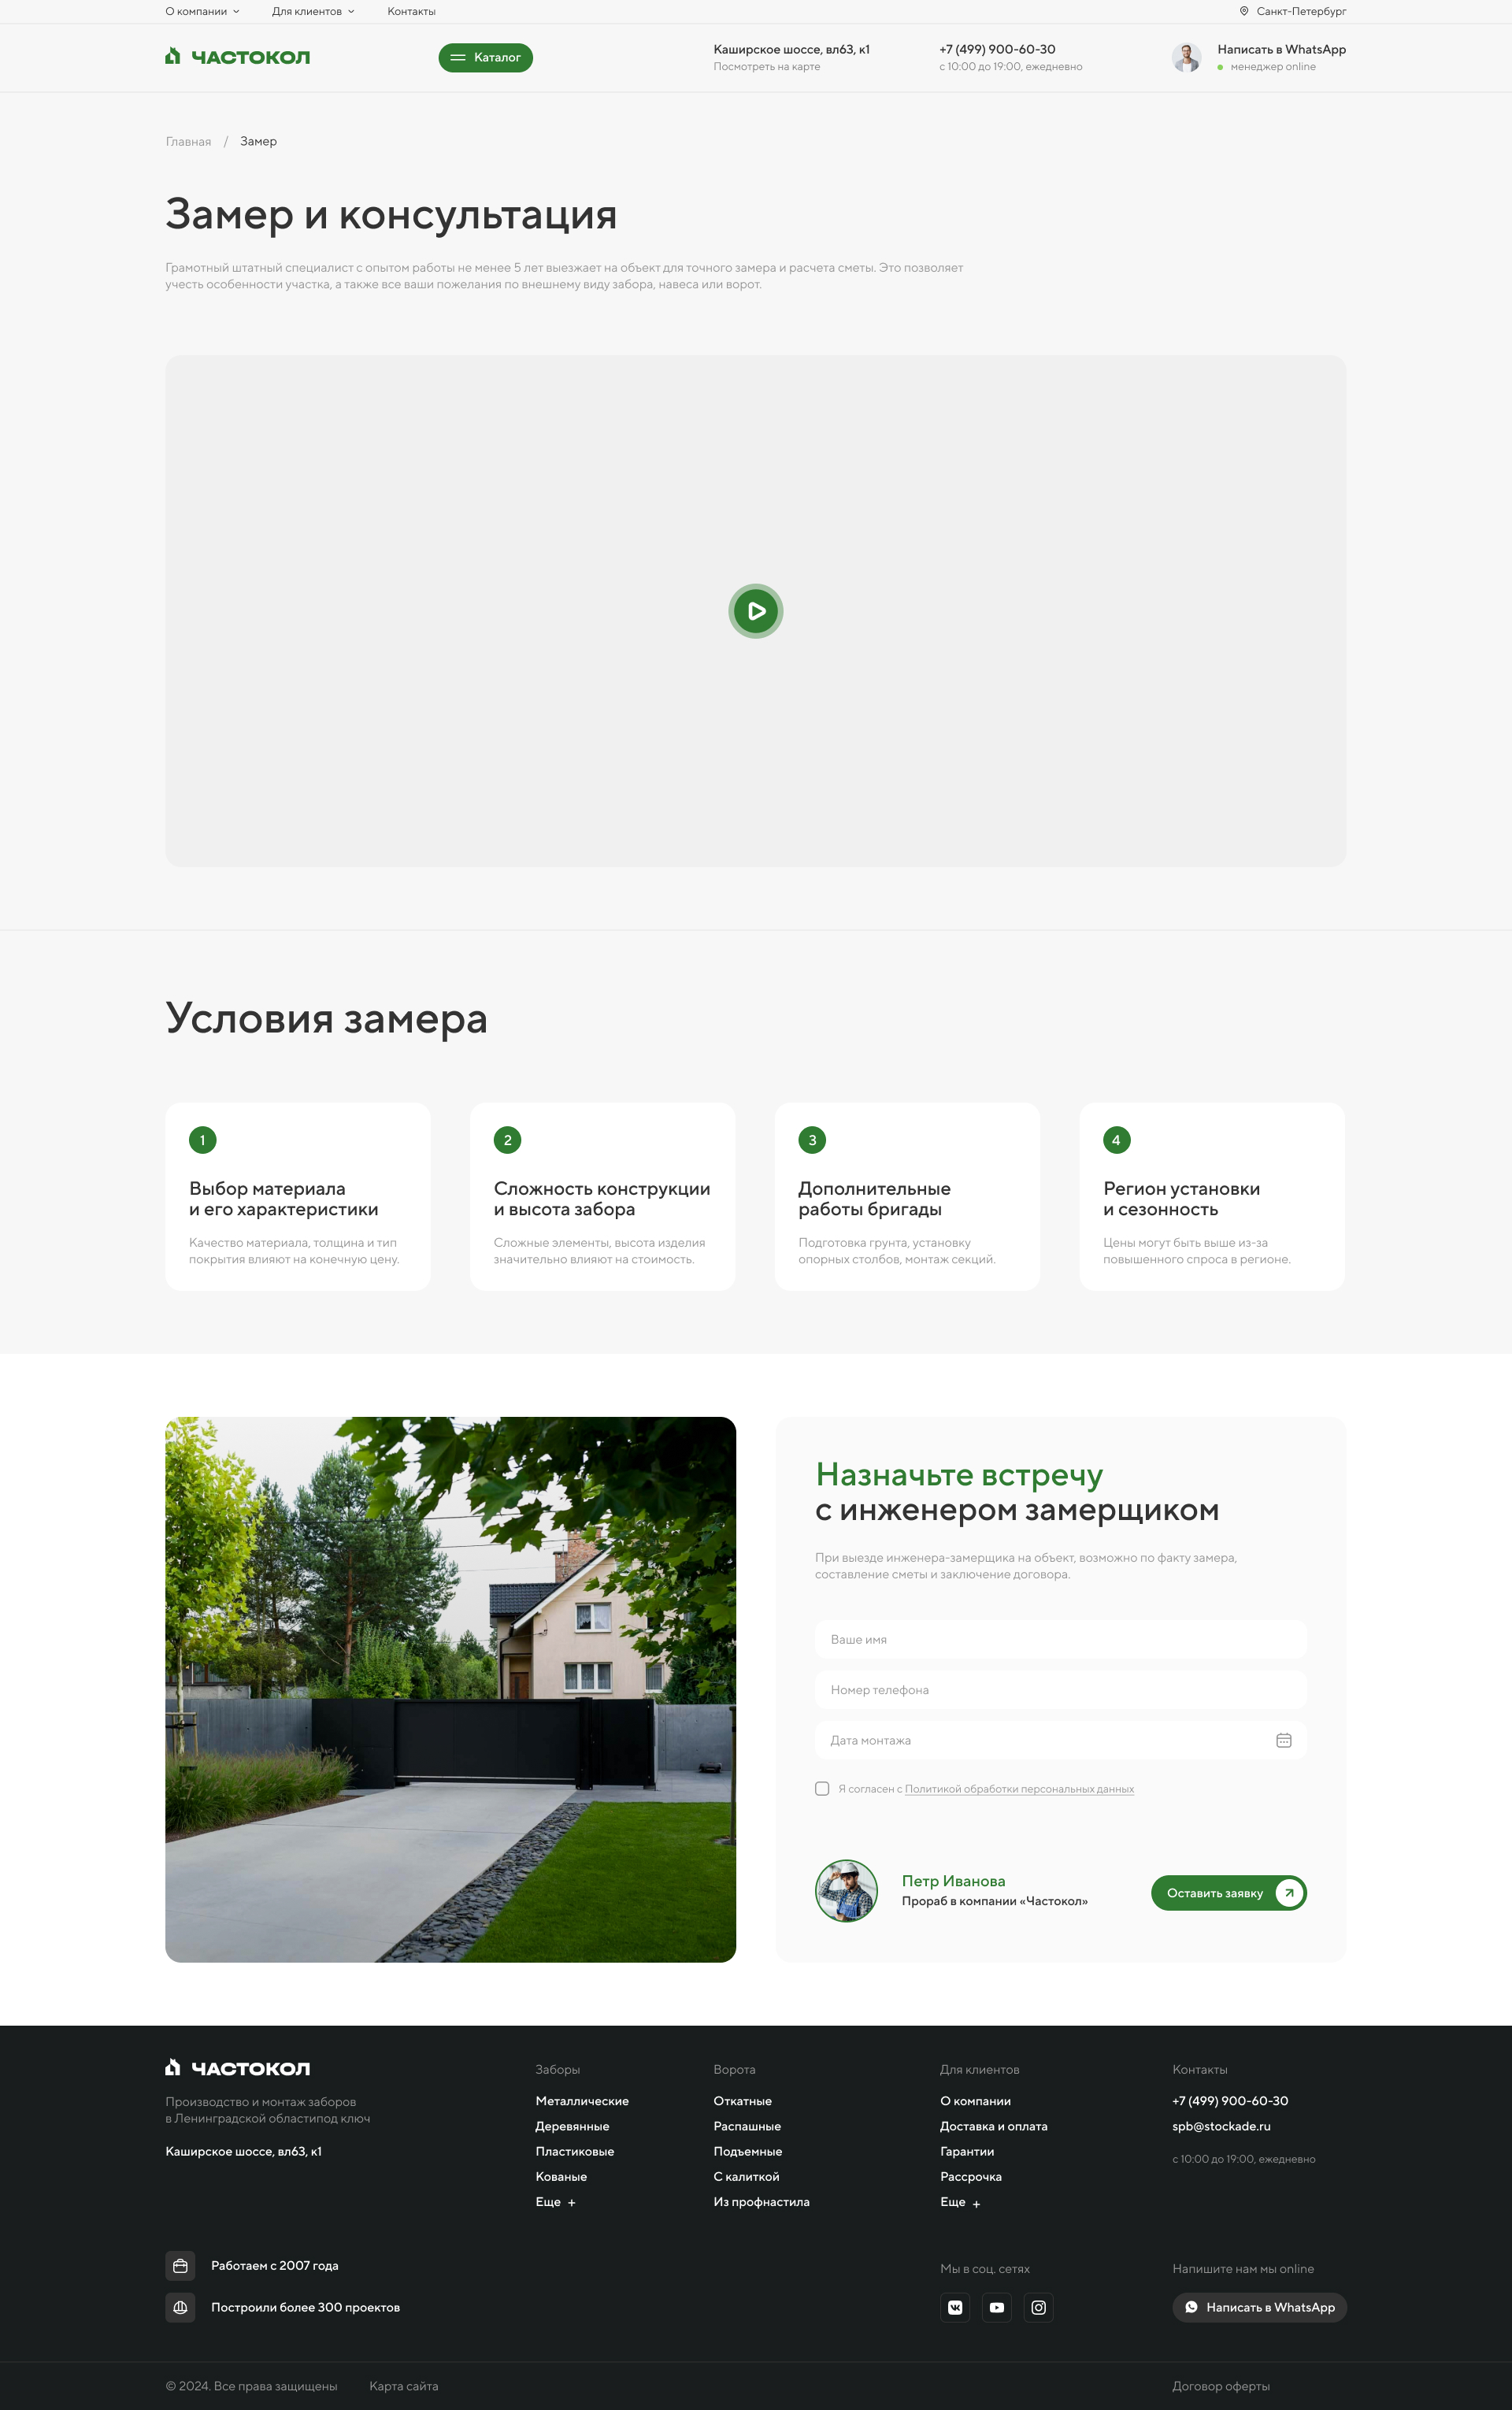 О компании
Для клиентов
Контакты
Санкт-Петербург
ЧАСТОКОЛ
Каталог
Каширское шоссе, вл63, к1
Посмотреть на карте
+7 (499) 900-60-30
с 10:00 до 19:00, ежедневно
Написать в WhatsApp
менеджер online
Главная / Замер
Замер и консультация
Грамотный штатный специалист с опытом работы не менее 5 лет выезжает на объект для точного замера и расчета сметы. Это позволяет
учесть особенности участка, а также все ваши пожелания по внешнему виду забора, навеса или ворот.
Условия замера
1
Выбор материала
и его характеристики
Качество материала, толщина и тип
покрытия влияют на конечную цену.
2
Сложность конструкции
и высота забора
Сложные элементы, высота изделия
значительно влияют на стоимость.
3
Дополнительные
работы бригады
Подготовка грунта, установку
опорных столбов, монтаж секций.
4
Регион установки
и сезонность
Цены могут быть выше из-за
повышенного спроса в регионе.
Назначьте встречу
с инженером замерщиком
При выезде инженера-замерщика на объект, возможно по факту замера,
составление сметы и заключение договора.
Ваше имя
Номер телефона
Дата монтажа
Я согласен с Политикой обработки персональных данных
Петр Иванова
Прораб в компании «Частокол»
Оставить заявку
ЧАСТОКОЛ
Производство и монтаж заборов
в Ленинградской областипод ключ
Каширское шоссе, вл63, к1
Заборы
Металлические
Деревянные
Пластиковые
Кованые
Еще +
Ворота
Откатные
Распашные
Подъемные
С калиткой
Из профнастила
Для клиентов
О компании
Доставка и оплата
Гарантии
Рассрочка
Еще +
Контакты
+7 (499) 900-60-30
spb@stockade.ru
с 10:00 до 19:00, ежедневно
Работаем с 2007 года
Построили более 300 проектов
Мы в соц. сетях
Напишите нам мы online
Написать в WhatsApp
© 2024. Все права защищены
Карта сайта
Договор оферты